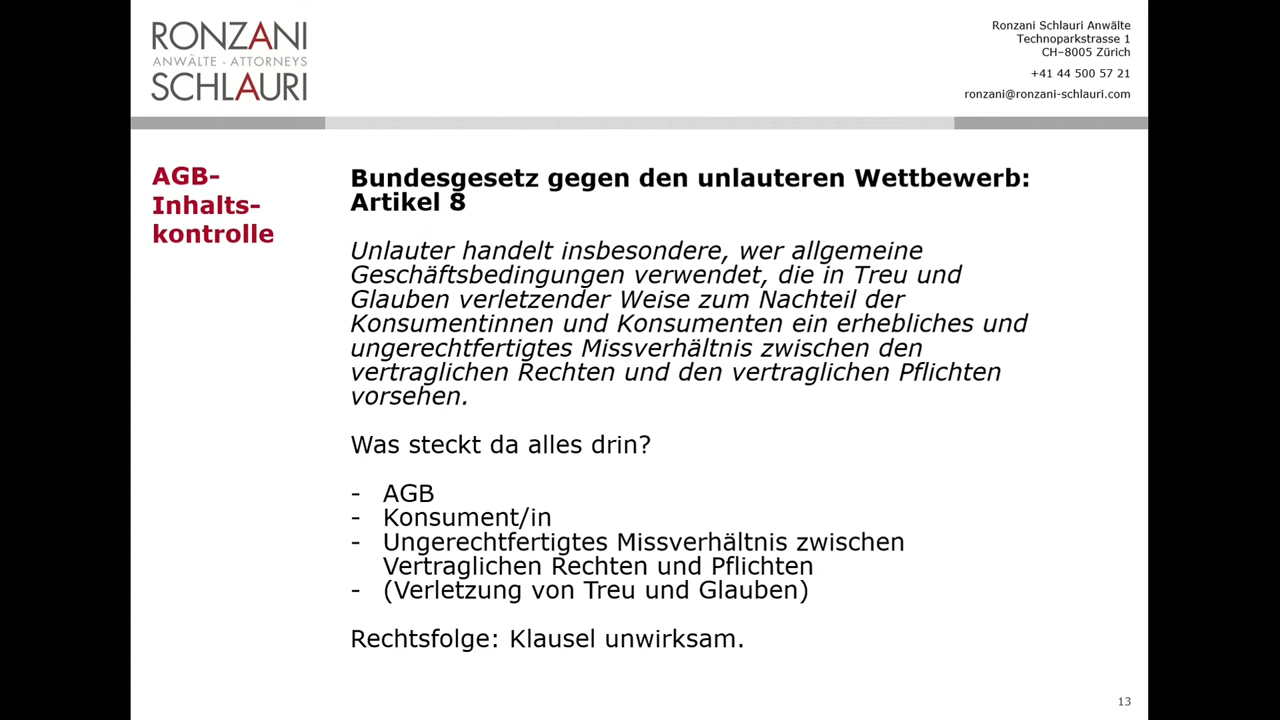 RONZANI
ANWÄLTE - ATTORNEYS
SCHLAURI
Ronzani Schlauri Anwälte
Technoparkstrasse 1
CH–8005 Zürich
+41 44 500 57 21
ronzani@ronzani-schlauri.com
AGB-
Inhalts-
kontrolle
Bundesgesetz gegen den unlauteren Wettbewerb:
Artikel 8
Unlauter handelt insbesondere, wer allgemeine
Geschäftsbedingungen verwendet, die in Treu und
Glauben verletzender Weise zum Nachteil der
Konsumentinnen und Konsumenten ein erhebliches und
ungerechtfertigtes Missverhältnis zwischen den
vertraglichen Rechten und den vertraglichen Pflichten
vorsehen.
Was steckt da alles drin?
- AGB
- Konsument/in
- Ungerechtfertigtes Missverhältnis zwischen
Vertraglichen Rechten und Pflichten
- (Verletzung von Treu und Glauben)
Rechtsfolge: Klausel unwirksam.
13